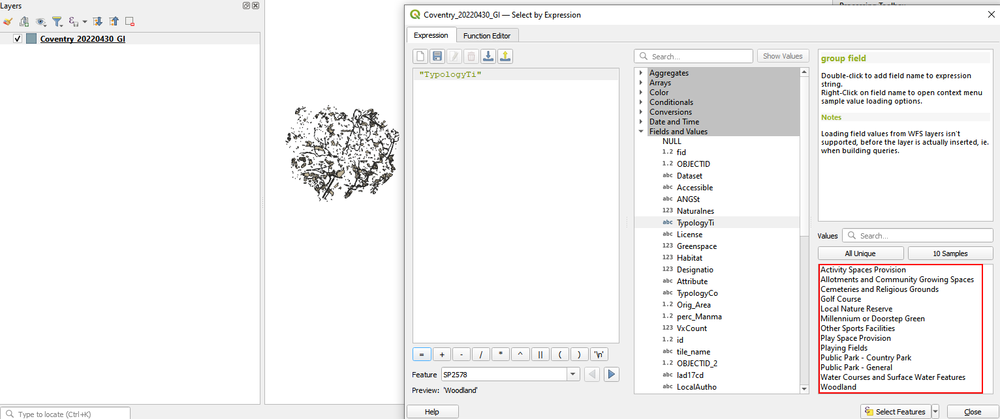 Layers
Coventry_20220430_GI
Type to locate (Ctrl+K)
Coventry_20220430_GI — Select by Expression
Expression
Function Editor
"TypologyTi"
= + - / * ^ || ( ) '\n'
Feature SP2578
Preview: 'Woodland'
Help
Search...
Show Values
Aggregates
Arrays
Color
Conditionals
Conversions
Date and Time
Fields and Values
NULL
1.2 fid
1.2 OBJECTID
abc Dataset
abc Accessible
abc ANGSt
123 Naturalnes
abc TypologyTi
abc License
123 Greenspace
123 Habitat
123 Designatio
abc Attribute
abc TypologyCo
1.2 Orig_Area
1.2 perc_Manma
123 VxCount
1.2 id
abc tile_name
1.2 OBJECTID_2
abc lad17cd
abc LocalAutho
group field
Double-click to add field name to expression
string.
Right-Click on field name to open context menu
sample value loading options.
Notes
Loading field values from WFS layers isn't
supported, before the layer is actually inserted, ie.
when building queries.
Values Search...
All Unique
10 Samples
Activity Spaces Provision
Allotments and Community Growing Spaces
Cemeteries and Religious Grounds
Golf Course
Local Nature Reserve
Millennium or Doorstep Green
Other Sports Facilities
Play Space Provision
Playing Fields
Public Park - Country Park
Public Park - General
Water Courses and Surface Water Features
Woodland
Select Features
Close